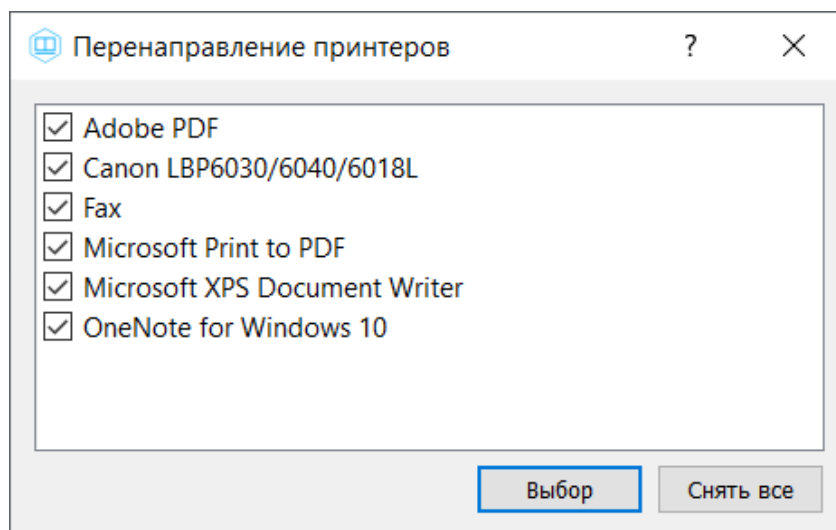 Перенаправление принтеров ?
Adobe PDF
Canon LBP6030/6040/6018L
Fax
Microsoft Print to PDF
Microsoft XPS Document Writer
OneNote for Windows 10
Выбор Снять все